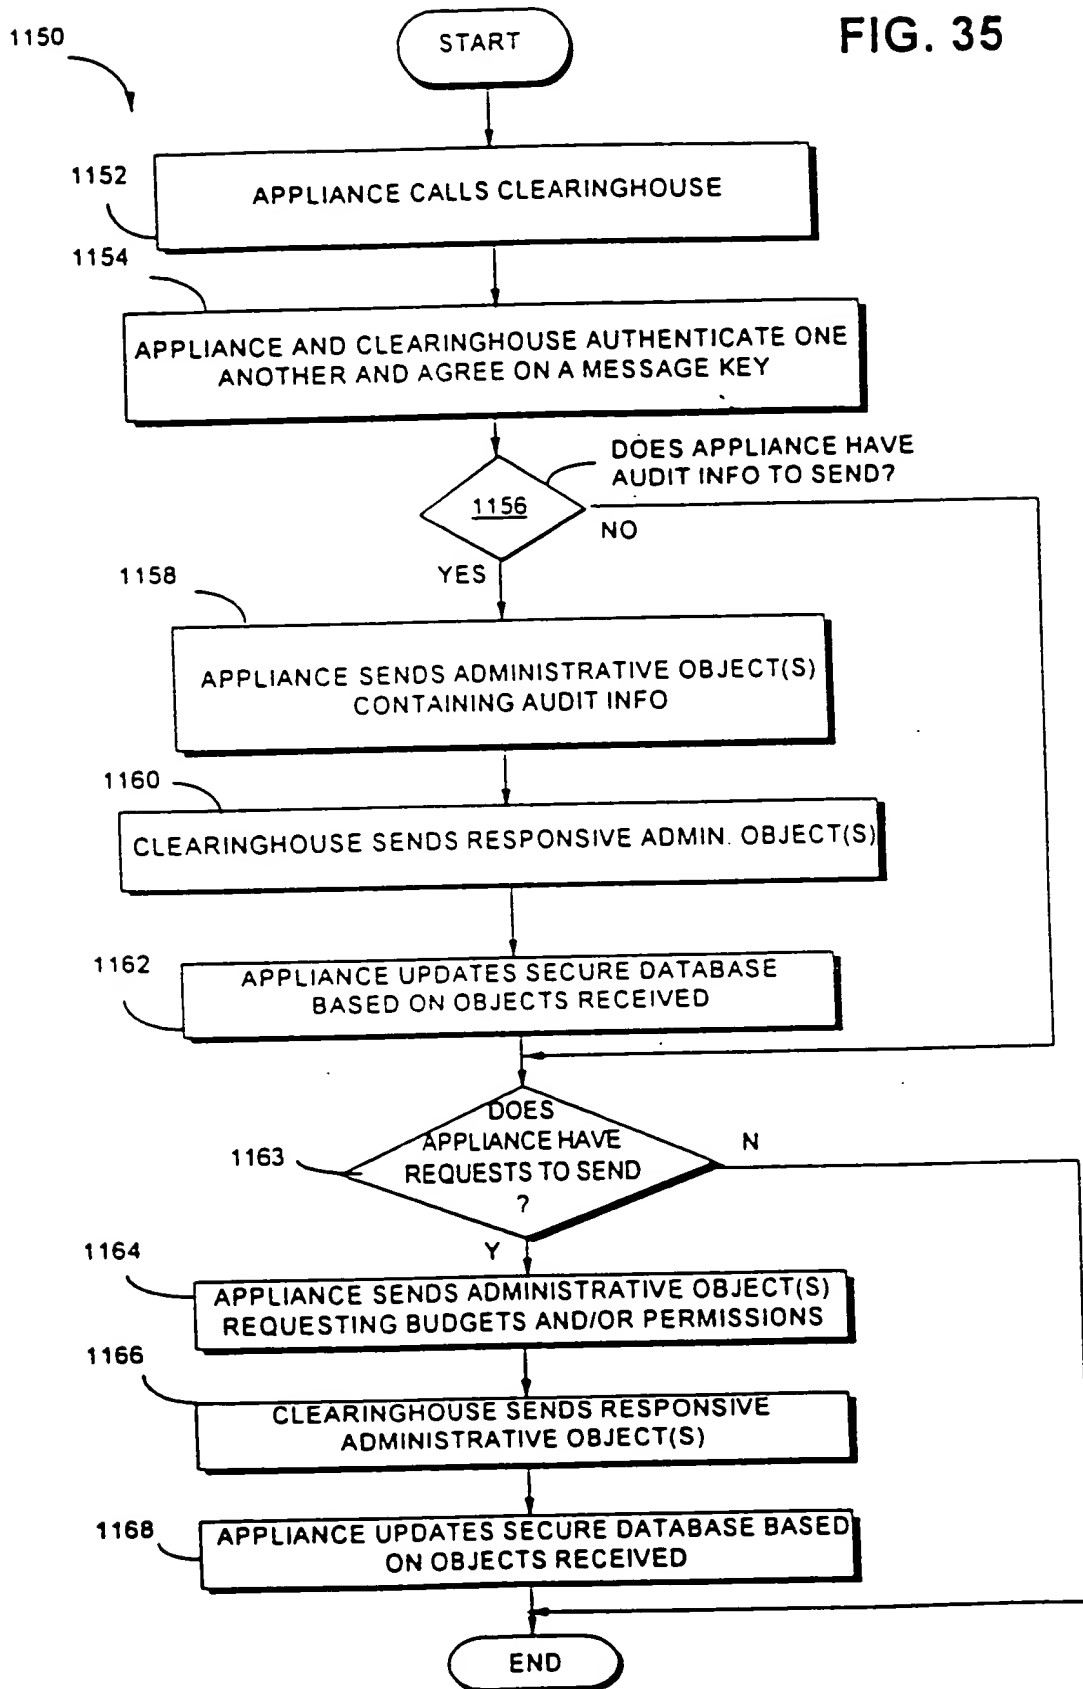 FIG. 35
1150
START
1152
APPLIANCE CALLS CLEARINGHOUSE
1154
APPLIANCE AND CLEARINGHOUSE AUTHENTICATE ONE
ANOTHER AND AGREE ON A MESSAGE KEY
DOES APPLIANCE HAVE
AUDIT INFO TO SEND?
1156
NO
YES
1158
APPLIANCE SENDS ADMINISTRATIVE OBJECT(S)
CONTAINING AUDIT INFO
1160
CLEARINGHOUSE SENDS RESPONSIVE ADMIN. OBJECT(S)
1162
APPLIANCE UPDATES SECURE DATABASE
BASED ON OBJECTS RECEIVED
1163
DOES
APPLIANCE HAVE
REQUESTS TO SEND
?
N
Y
1164
APPLIANCE SENDS ADMINISTRATIVE OBJECT(S)
REQUESTING BUDGETS AND/OR PERMISSIONS
1166
CLEARINGHOUSE SENDS RESPONSIVE
ADMINISTRATIVE OBJECT(S)
1168
APPLIANCE UPDATES SECURE DATABASE BASED
ON OBJECTS RECEIVED
END